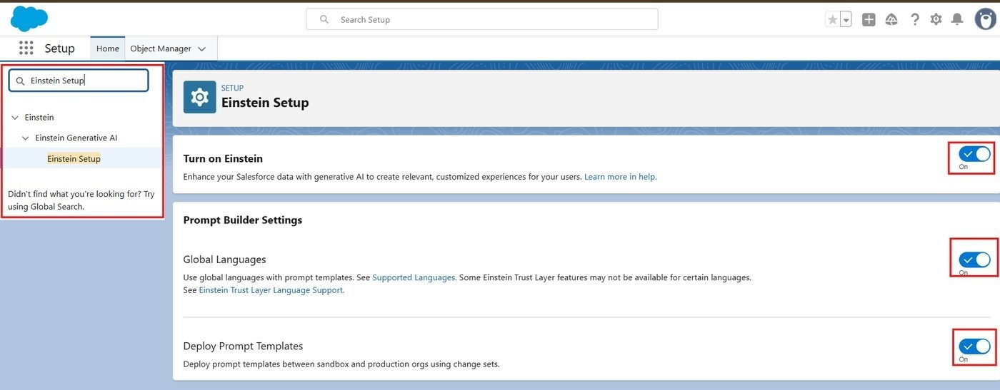 Search Setup
Setup
Home
Object Manager
Einstein Setup
Einstein
Einstein Generative AI
Einstein Setup
Didn't find what you're looking for? Try
using Global Search.
SETUP
Einstein Setup
Turn on Einstein
Enhance your Salesforce data with generative AI to create relevant, customized experiences for your users. Learn more in help.
On
Prompt Builder Settings
Global Languages
Use global languages with prompt templates. See Supported Languages. Some Einstein Trust Layer features may not be available for certain languages.
See Einstein Trust Layer Language Support.
On
Deploy Prompt Templates
Deploy prompt templates between sandbox and production orgs using change sets.
On